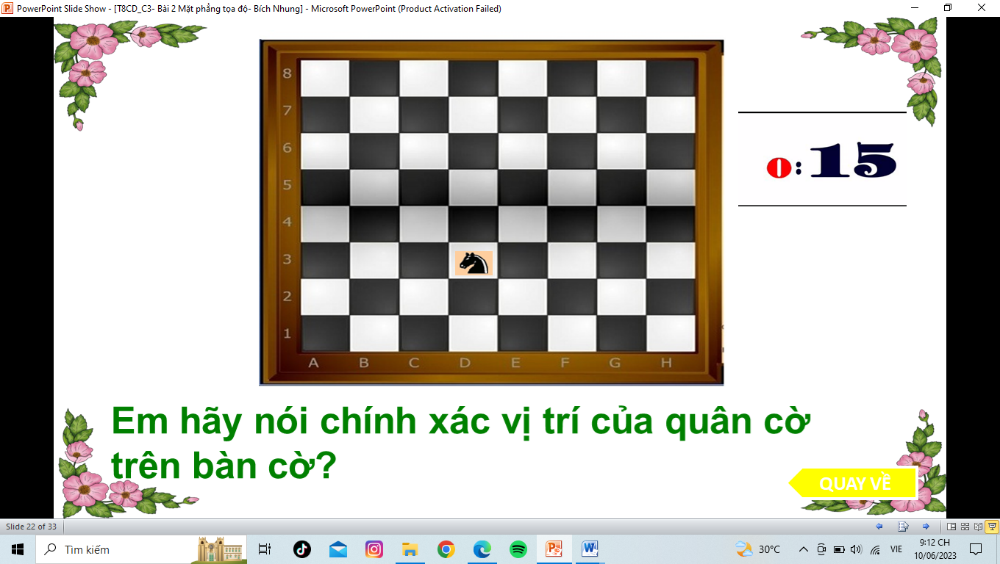 PowerPoint Slide Show - [T8CD_C3- Bài 2 Mặt phẳng tọa độ- Bích Nhung] - Microsoft PowerPoint (Product Activation Failed)
8
7
6
5
4
3
2
1
A B C D E F G H
0:15
Em hãy nói chính xác vị trí của quân cờ
trên bàn cờ?
QUAY VỀ
Slide 22 of 33
Tìm kiếm
30°C
VIE
9:12 CH
10/06/2023